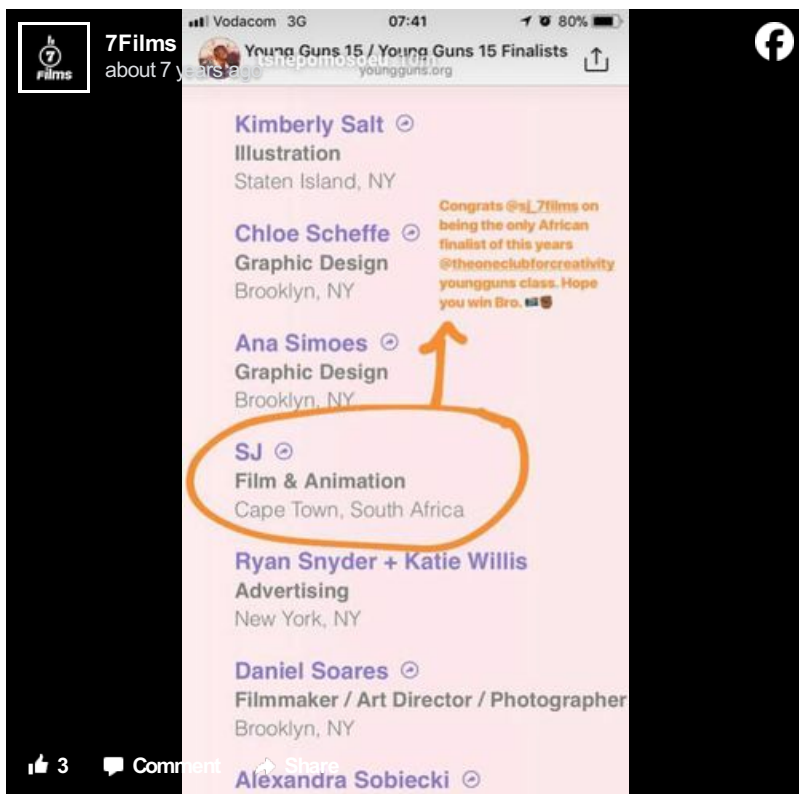 7
Films
7Films
about 7 years ago
Vodacom 3G 07:41 80%
Young Guns 15 / Young Guns 15 Finalists
tshepomosoeu 10m
youngguns.org
Kimberly Salt
Illustration
Staten Island, NY
Congrats @sj_7films on
being the only African
finalist of this years
@theoneclubforcreativity
youngguns class. Hope
you win Bro.
Chloe Scheffe
Graphic Design
Brooklyn, NY
Ana Simoes
Graphic Design
Brooklyn, NY
SJ
Film & Animation
Cape Town, South Africa
Ryan Snyder + Katie Willis
Advertising
New York, NY
Daniel Soares
Filmmaker / Art Director / Photographer
Brooklyn, NY
Alexandra Sobiecki
3 Comment Share